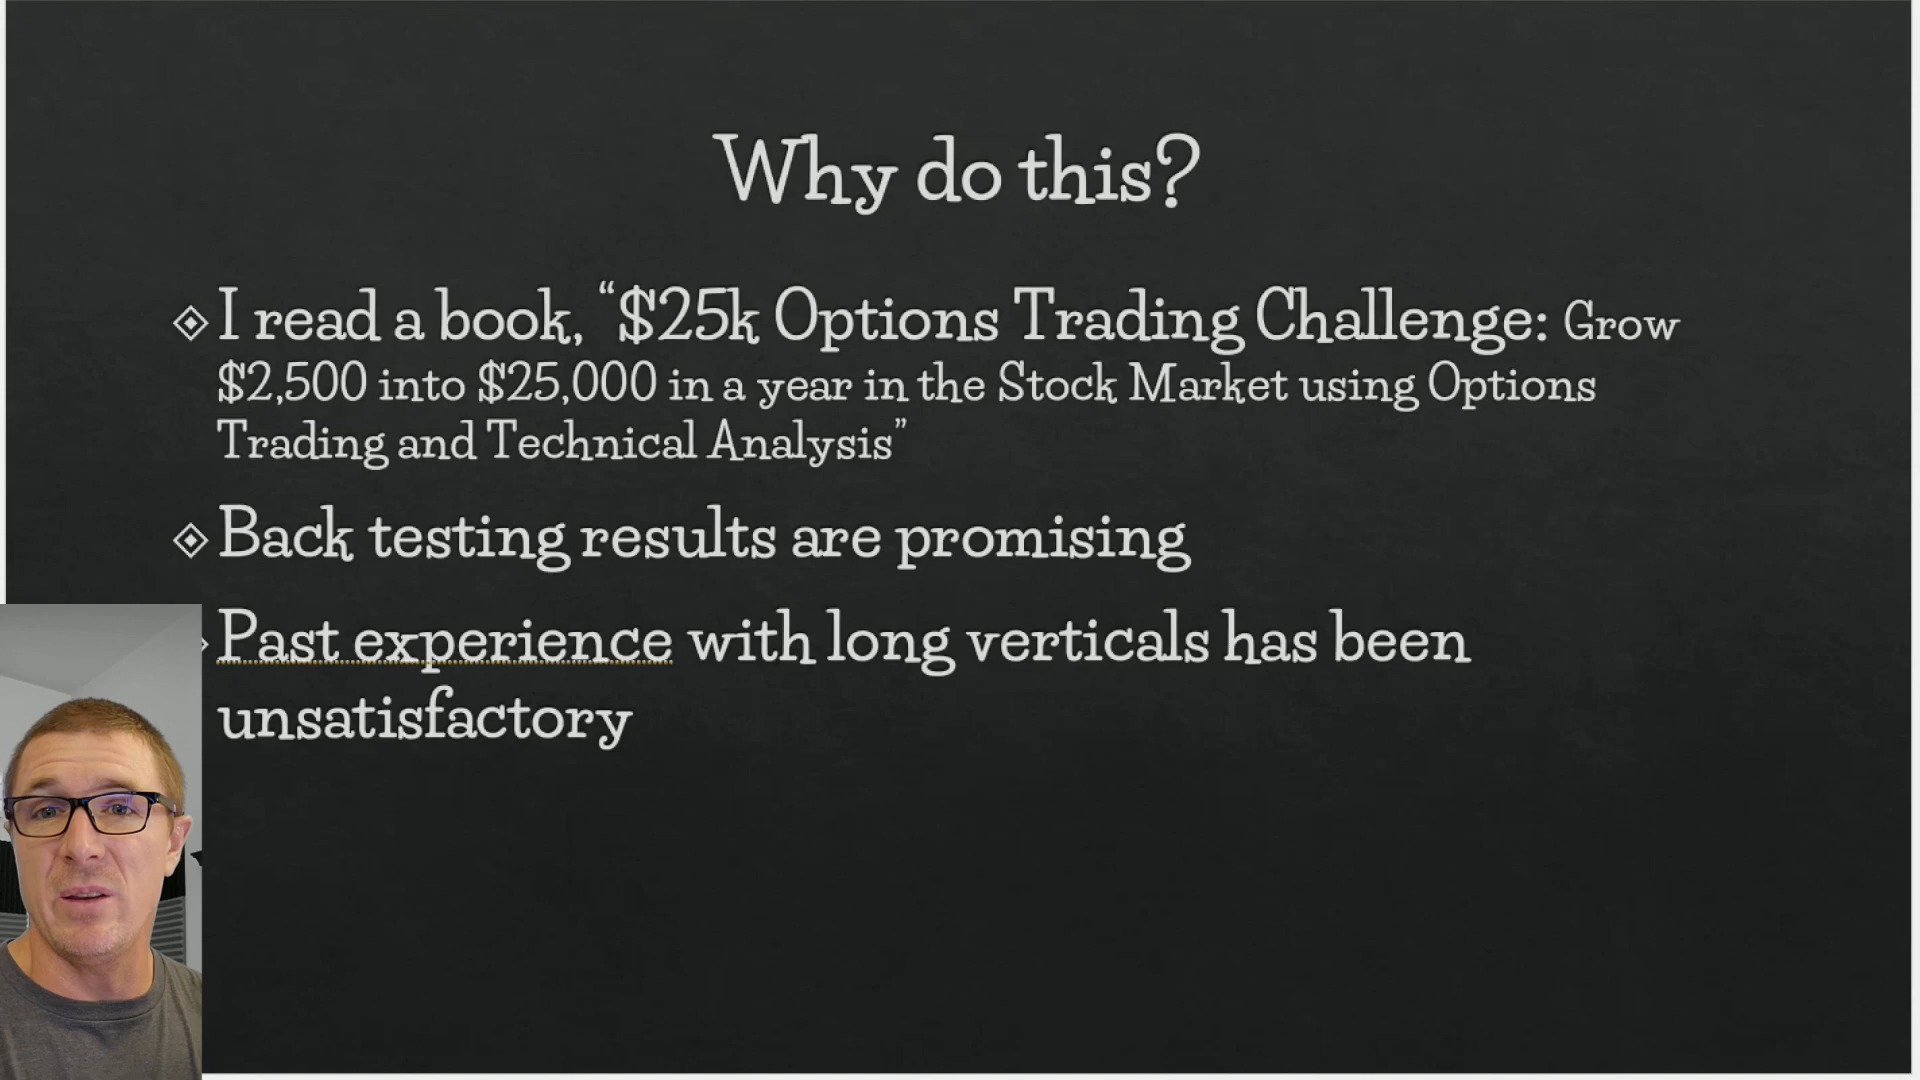 Why do this?
I read a book, “$25k Options Trading Challenge: Grow
$2,500 into $25,000 in a year in the Stock Market using Options
Trading and Technical Analysis”
Back testing results are promising
Past experience with long verticals has been
unsatisfactory